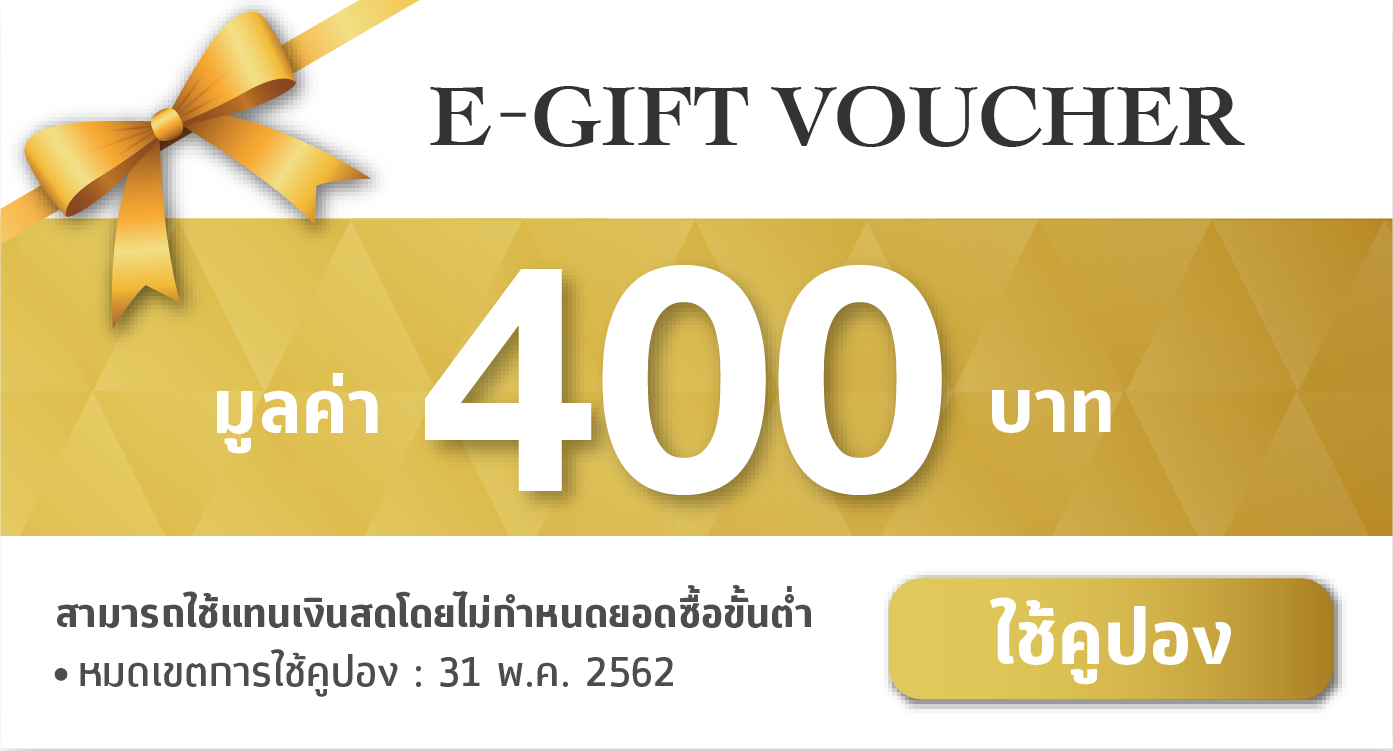 E-GIFT VOUCHER
มูลค่า 400 บาท
สามารถใช้แทนเงินสดโดยไม่กำหนดยอดซื้อขั้นต่ำ
• หมดเขตการใช้คูปอง : 31 พ.ค. 2562
ใช้คูปอง